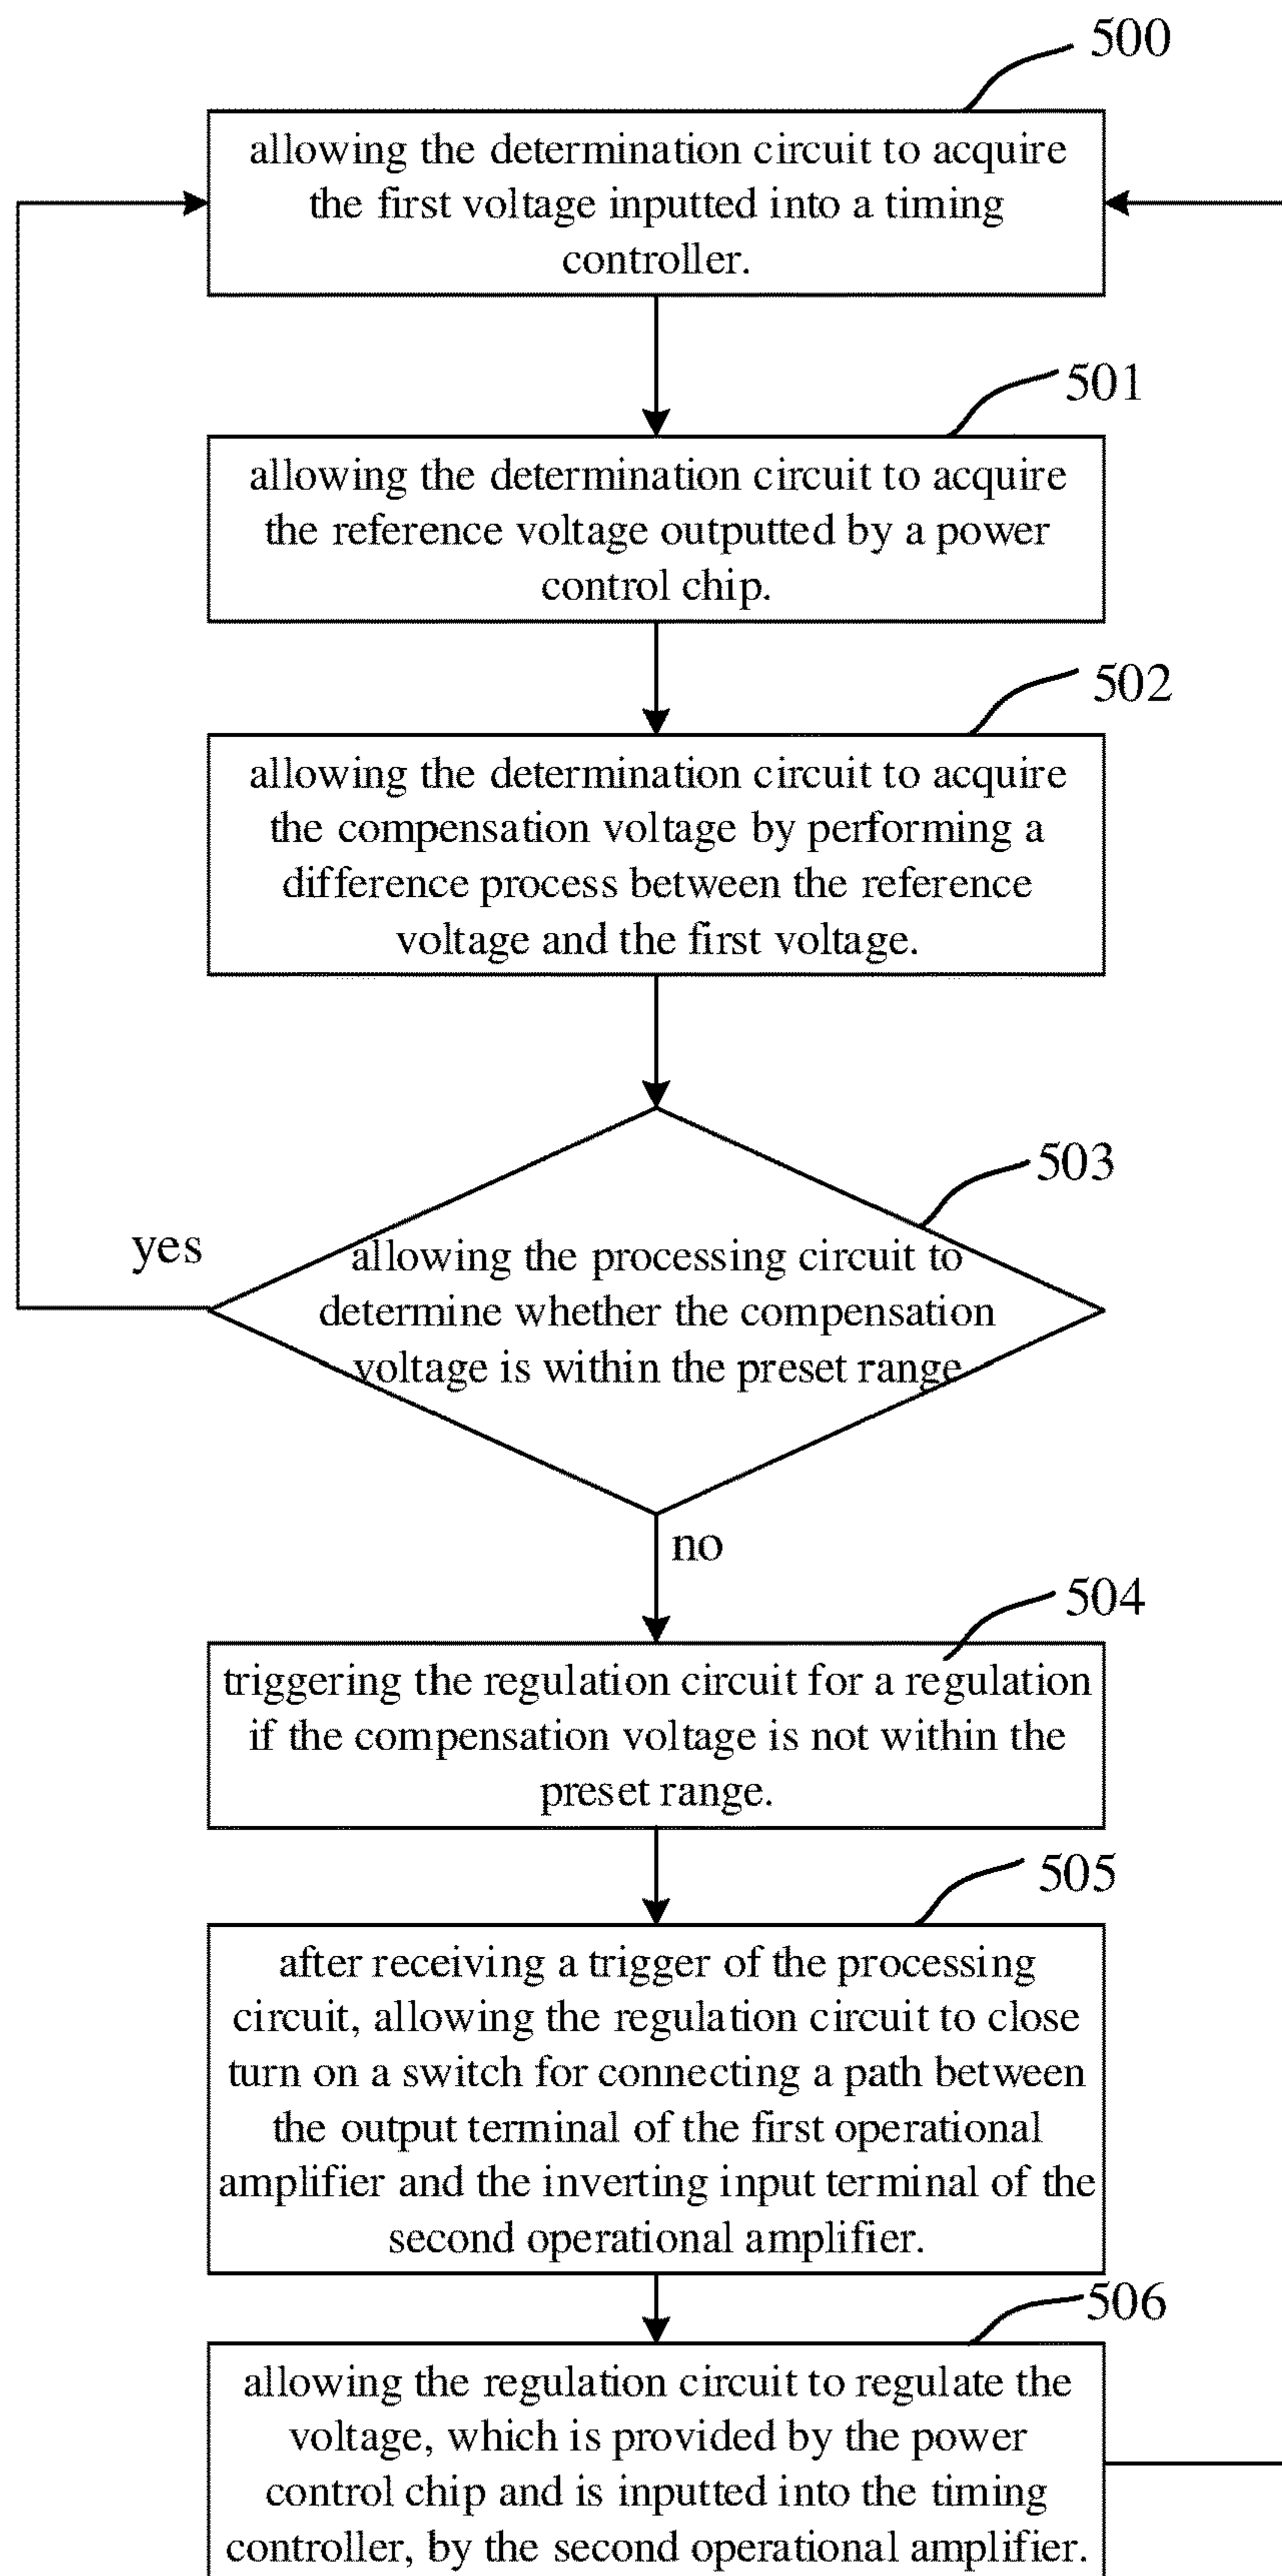 500
allowing the determination circuit to acquire
the first voltage inputted into a timing
controller.
501
allowing the determination circuit to acquire
the reference voltage outputted by a power
control chip.
502
allowing the determination circuit to acquire
the compensation voltage by performing a
difference process between the reference
voltage and the first voltage.
503
yes
allowing the processing circuit to
determine whether the compensation
voltage is within the preset range
no
504
triggering the regulation circuit for a regulation
if the compensation voltage is not within the
preset range.
505
after receiving a trigger of the processing
circuit, allowing the regulation circuit to close
turn on a switch for connecting a path between
the output terminal of the first operational
amplifier and the inverting input terminal of the
second operational amplifier.
506
allowing the regulation circuit to regulate the
voltage, which is provided by the power
control chip and is inputted into the timing
controller, by the second operational amplifier.